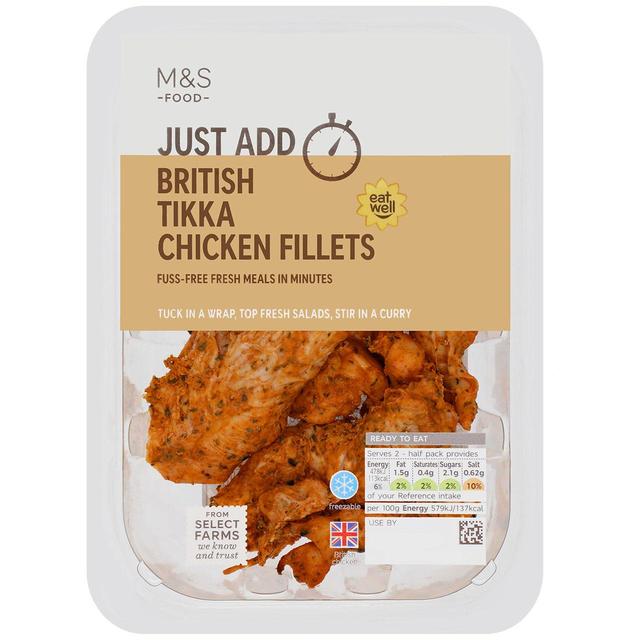 M&S
-FOOD-
JUST ADD
BRITISH
TIKKA
CHICKEN FILLETS
eat
well
FUSS-FREE FRESH MEALS IN MINUTES
TUCK IN A WRAP, TOP FRESH SALADS, STIR IN A CURRY
READY TO EAT
Serves 2 - half pack provides
Energy Fat Saturates Sugars Salt
478kJ 1.5g 0.4g 2.1g 0.62g
113kcal
6% 2% 2% 2% 10%
of your Reference intake
per 100g Energy 579kJ/137kcal
USE BY
freezable
British
chicken
FROM
SELECT
FARMS
we know
and trust